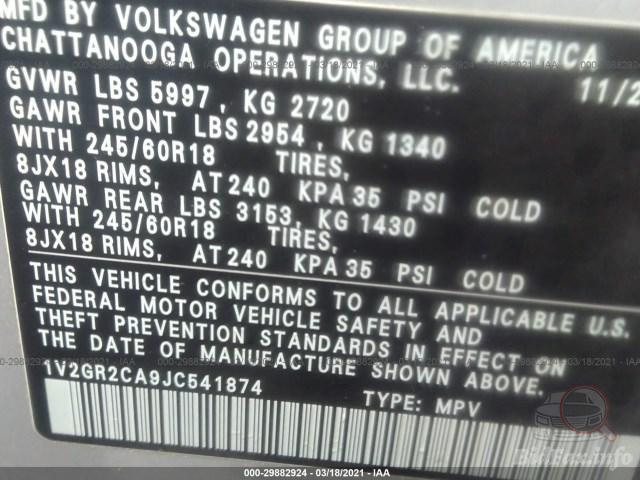 MFD BY VOLKSWAGEN GROUP OF AMERICA
CHATTANOOGA OPERATIONS, LLC. 11/2
GVWR LBS 5997, KG 2720
GAWR FRONT LBS 2954, KG 1340
WITH 245/60R18 TIRES,
8JX18 RIMS, AT 240 KPA 35 PSI COLD
GAWR REAR LBS 3153, KG 1430
WITH 245/60R18 TIRES,
8JX18 RIMS, AT 240 KPA 35 PSI COLD
THIS VEHICLE CONFORMS TO ALL APPLICABLE U.S.
FEDERAL MOTOR VEHICLE SAFETY AND
THEFT PREVENTION STANDARDS IN EFFECT ON
THE DATE OF MANUFACTURE SHOWN ABOVE.
1V2GR2CA9JC541874 TYPE: MPV
BidFax.info
000-29882924 - 03/18/2021 - IAA